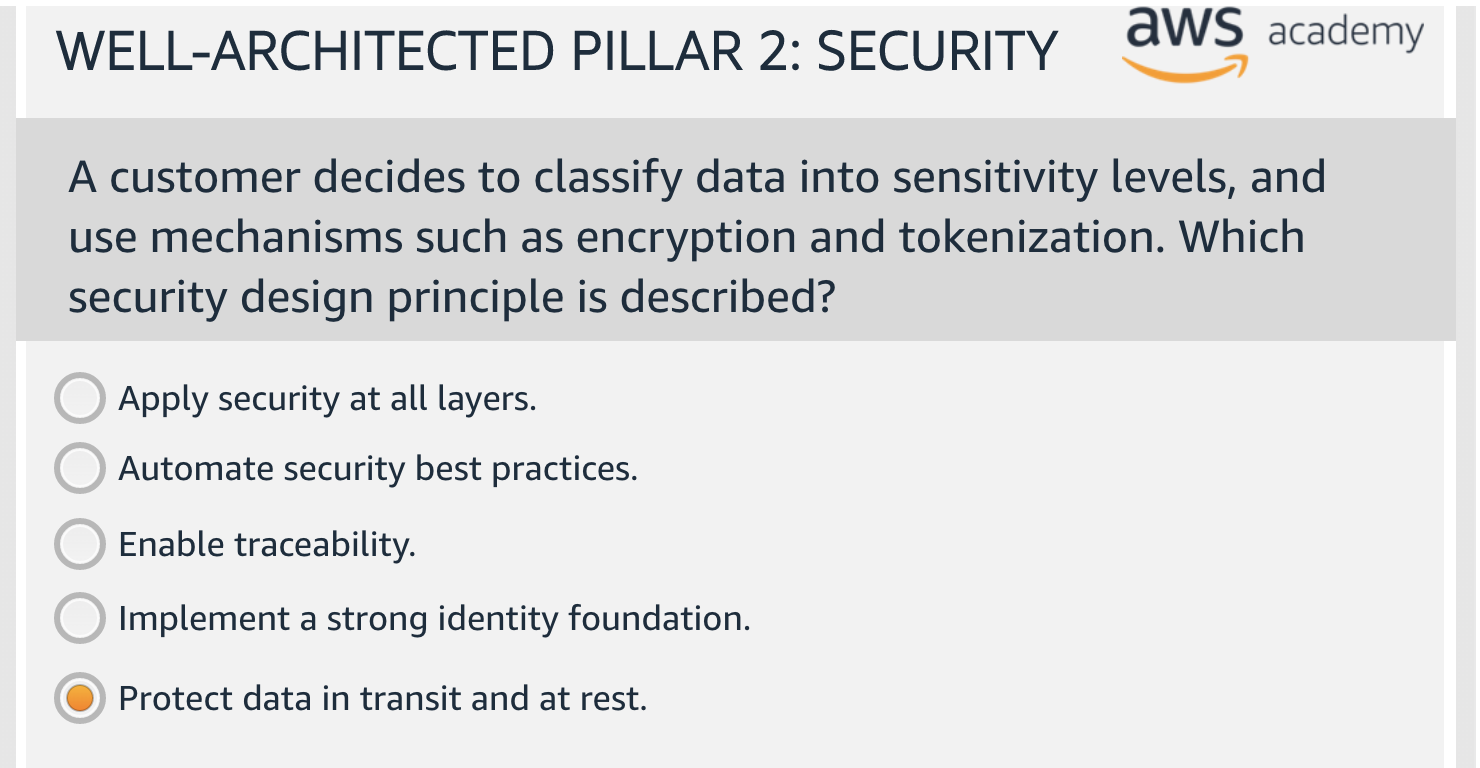 WELL-ARCHITECTED PILLAR 2: SECURITY
aws academy
A customer decides to classify data into sensitivity levels, and
use mechanisms such as encryption and tokenization. Which
security design principle is described?
Apply security at all layers.
Automate security best practices.
Enable traceability.
Implement a strong identity foundation.
Protect data in transit and at rest.